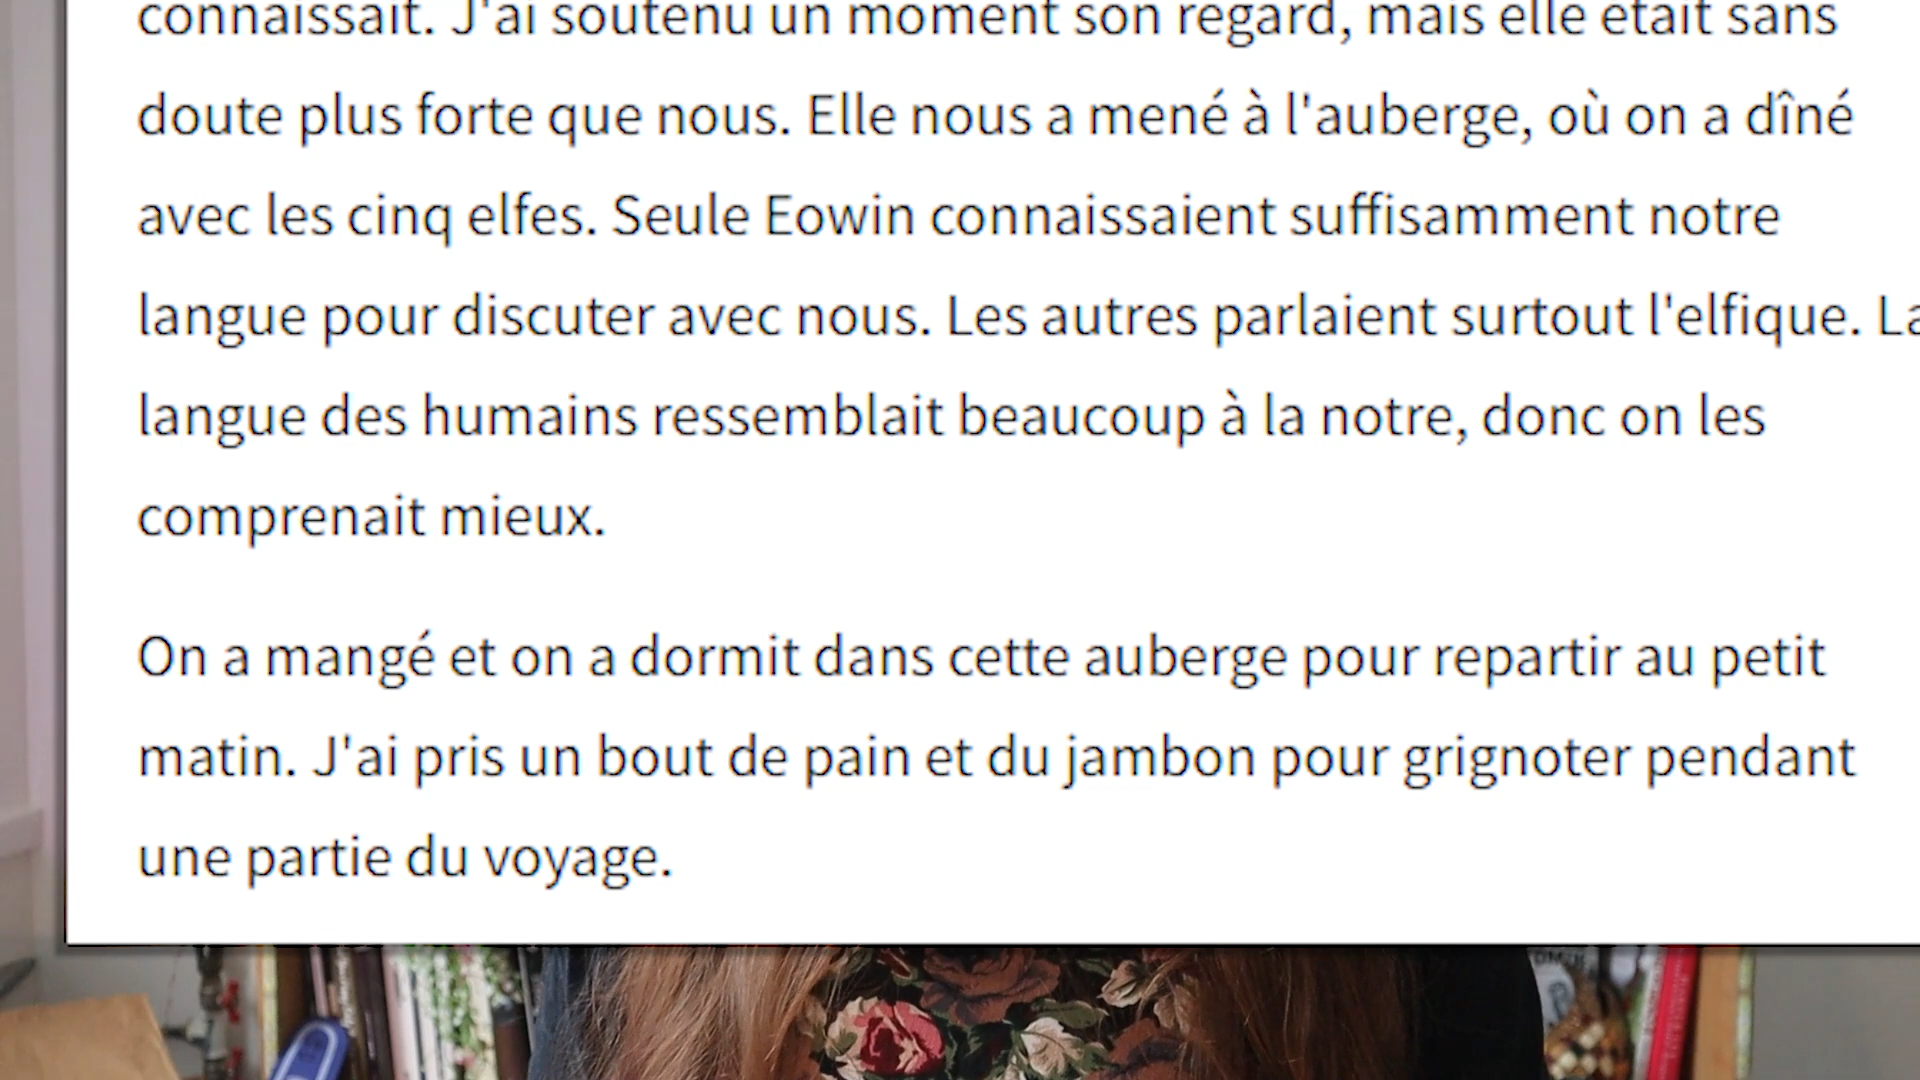 connaissait. J'ai soutenu un moment son regard, mais elle était sans
doute plus forte que nous. Elle nous a mené à l'auberge, où on a dîné
avec les cinq elfes. Seule Eowin connaissaient suffisamment notre
langue pour discuter avec nous. Les autres parlaient surtout l'elfique. La
langue des humains ressemblait beaucoup à la notre, donc on les
comprenait mieux.
On a mangé et on a dormit dans cette auberge pour repartir au petit
matin. J'ai pris un bout de pain et du jambon pour grignoter pendant
une partie du voyage.